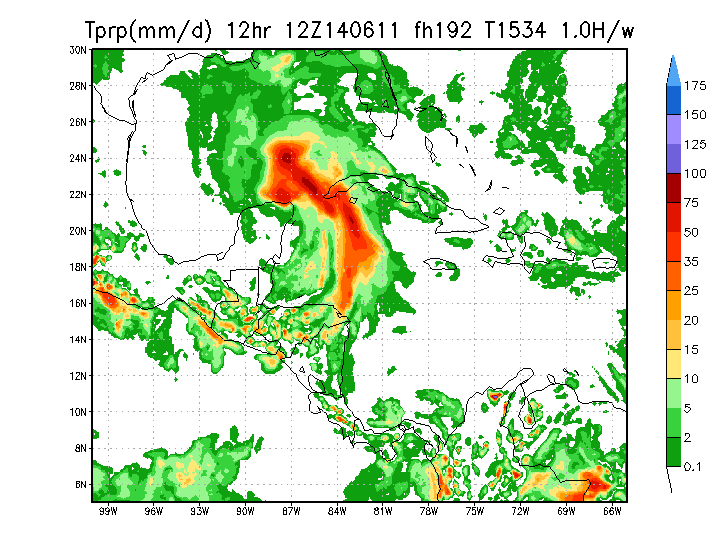 Tprp(mm/d) 12hr 12Z140611 fh192 T1534 1.0H/w
30N
28N
26N
24N
22N
20N
18N
16N
14N
12N
10N
8N
6N
99W 96W 93W 90W 87W 84W 81W 78W 75W 72W 69W 66W
175
150
125
100
75
50
35
25
20
15
10
5
2
0.1